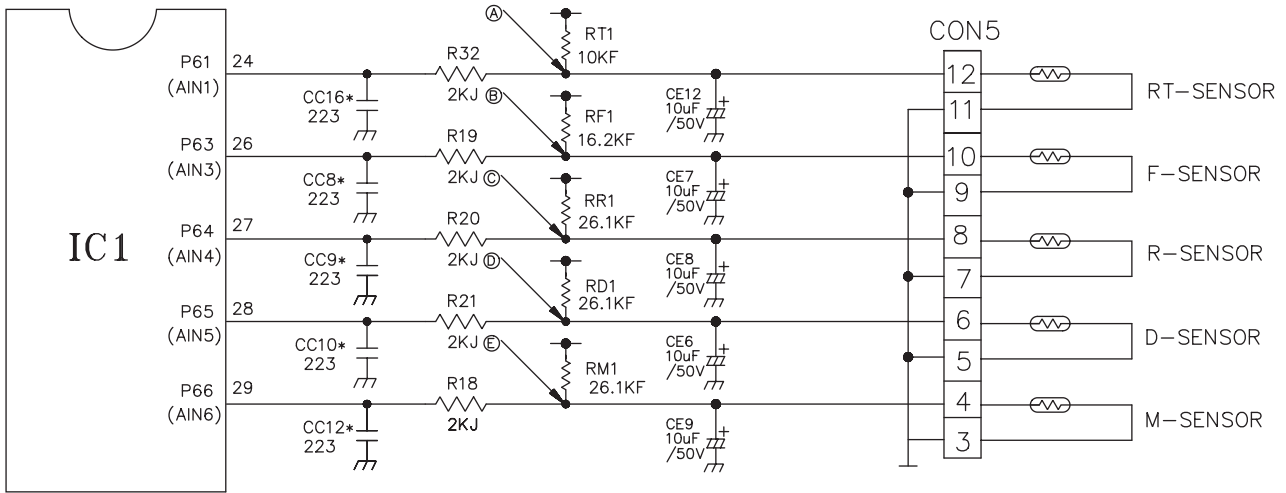 IC1
P61
(AIN1)
24
CC16*
223
R32
2KJ
A
RT1
10KF
CE12
10uF
/50V
CON5
12
11
RT-SENSOR
P63
(AIN3)
26
CC8*
223
R19
2KJ
B
RF1
16.2KF
CE7
10uF
/50V
10
9
F-SENSOR
P64
(AIN4)
27
CC9*
223
R20
2KJ
C
RR1
26.1KF
CE8
10uF
/50V
8
7
R-SENSOR
P65
(AIN5)
28
CC10*
223
R21
2KJ
D
RD1
26.1KF
CE6
10uF
/50V
6
5
D-SENSOR
P66
(AIN6)
29
CC12*
223
R18
2KJ
E
RM1
26.1KF
CE9
10uF
/50V
4
3
M-SENSOR